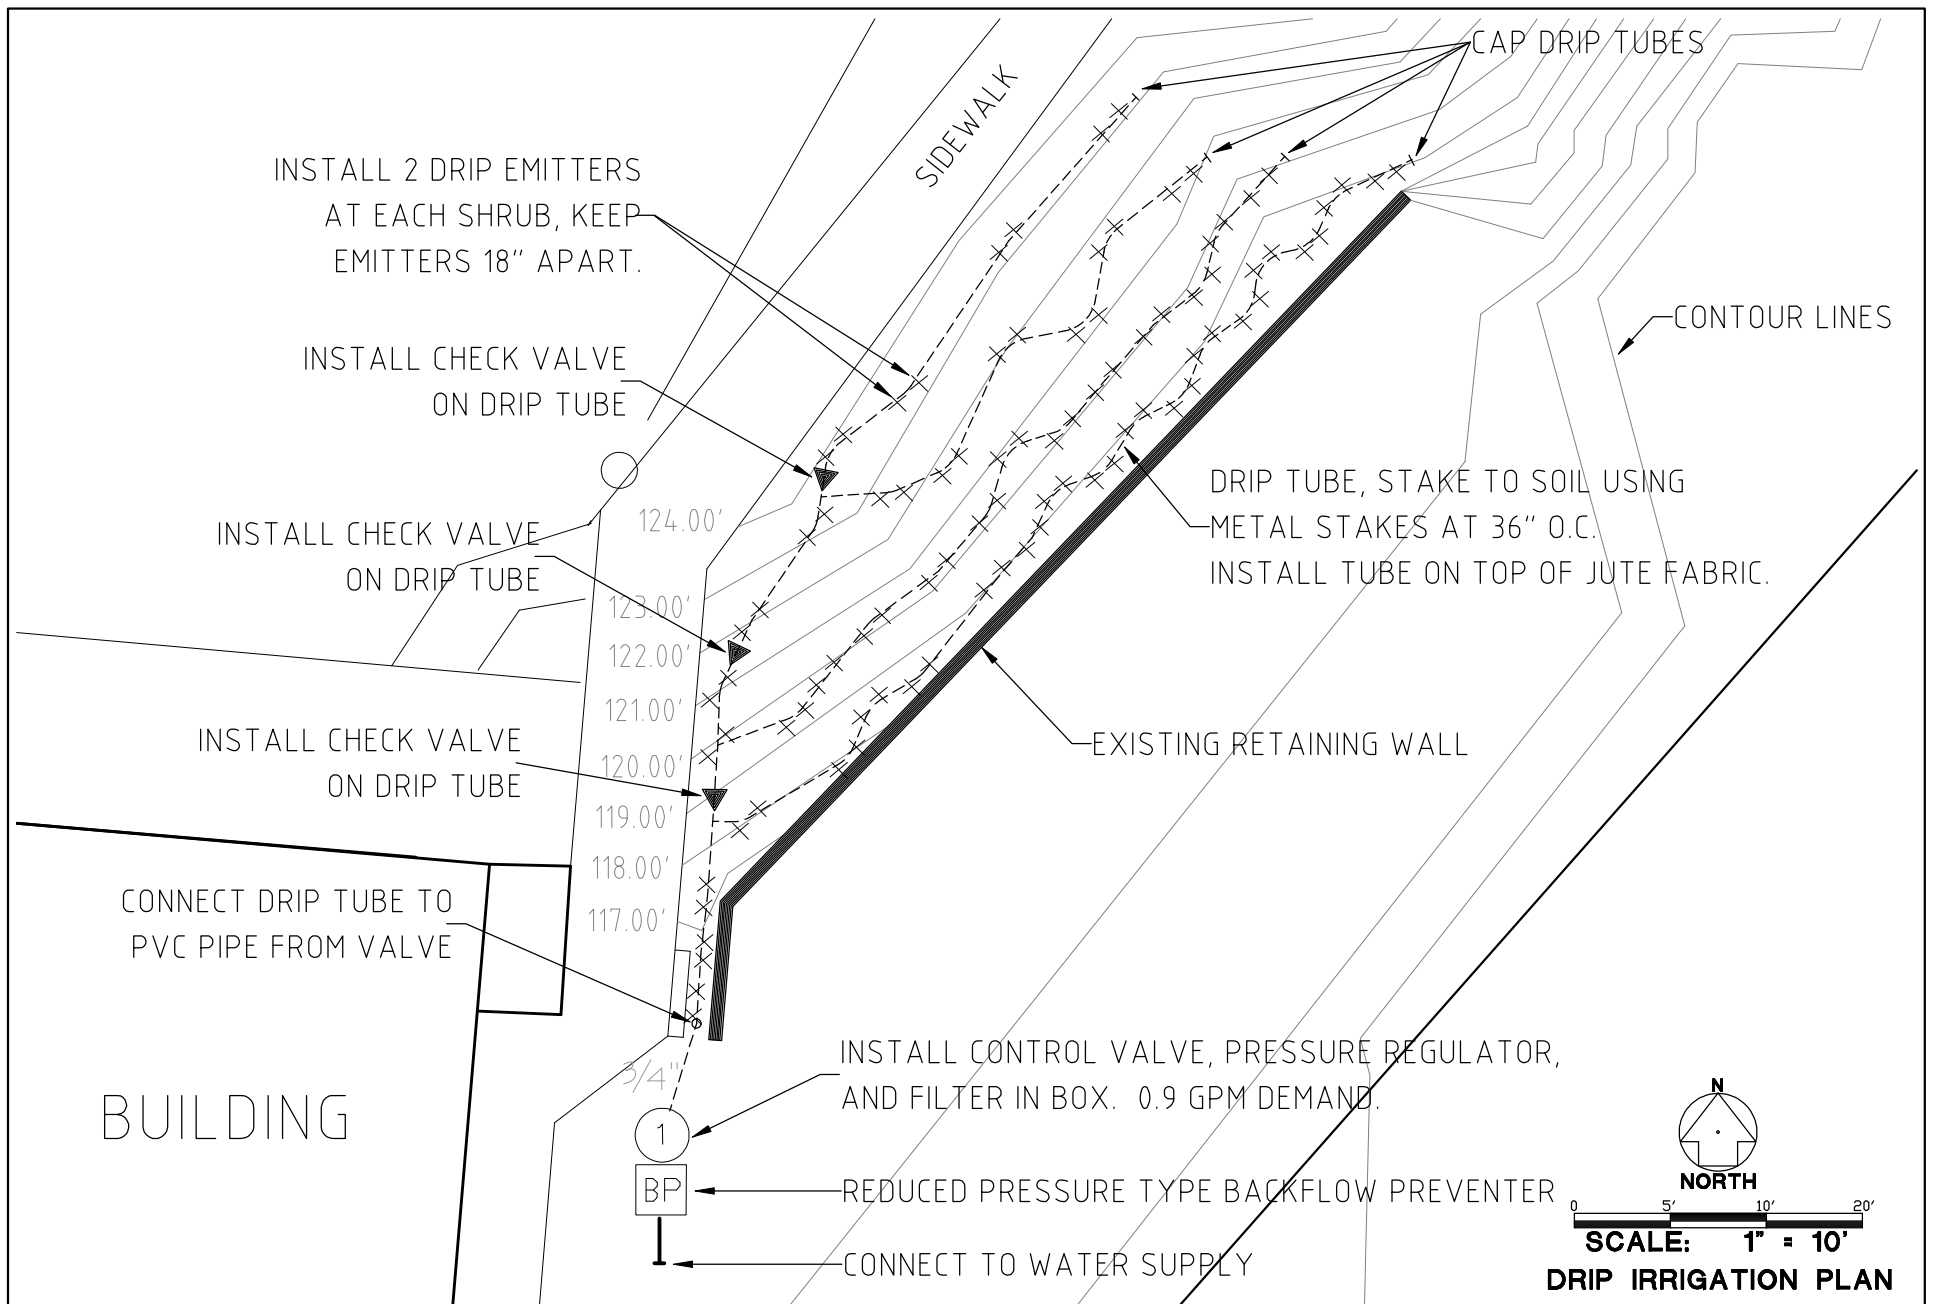 CAP DRIP TUBES
SIDEWALK
INSTALL 2 DRIP EMITTERS
AT EACH SHRUB, KEEP
EMITTERS 18" APART.
CONTOUR LINES
INSTALL CHECK VALVE
ON DRIP TUBE
DRIP TUBE, STAKE TO SOIL USING
METAL STAKES AT 36" O.C.
INSTALL TUBE ON TOP OF JUTE FABRIC.
124.00'
INSTALL CHECK VALVE
ON DRIP TUBE
123.00'
122.00'
121.00'
INSTALL CHECK VALVE
ON DRIP TUBE
EXISTING RETAINING WALL
120.00'
119.00'
118.00'
117.00'
CONNECT DRIP TUBE TO
PVC PIPE FROM VALVE
3/4"
INSTALL CONTROL VALVE, PRESSURE REGULATOR,
AND FILTER IN BOX. 0.9 GPM DEMAND.
BUILDING
1
BP
REDUCED PRESSURE TYPE BACKFLOW PREVENTER
CONNECT TO WATER SUPPLY
N
NORTH
0 5' 10' 20'
SCALE: 1" = 10'
DRIP IRRIGATION PLAN